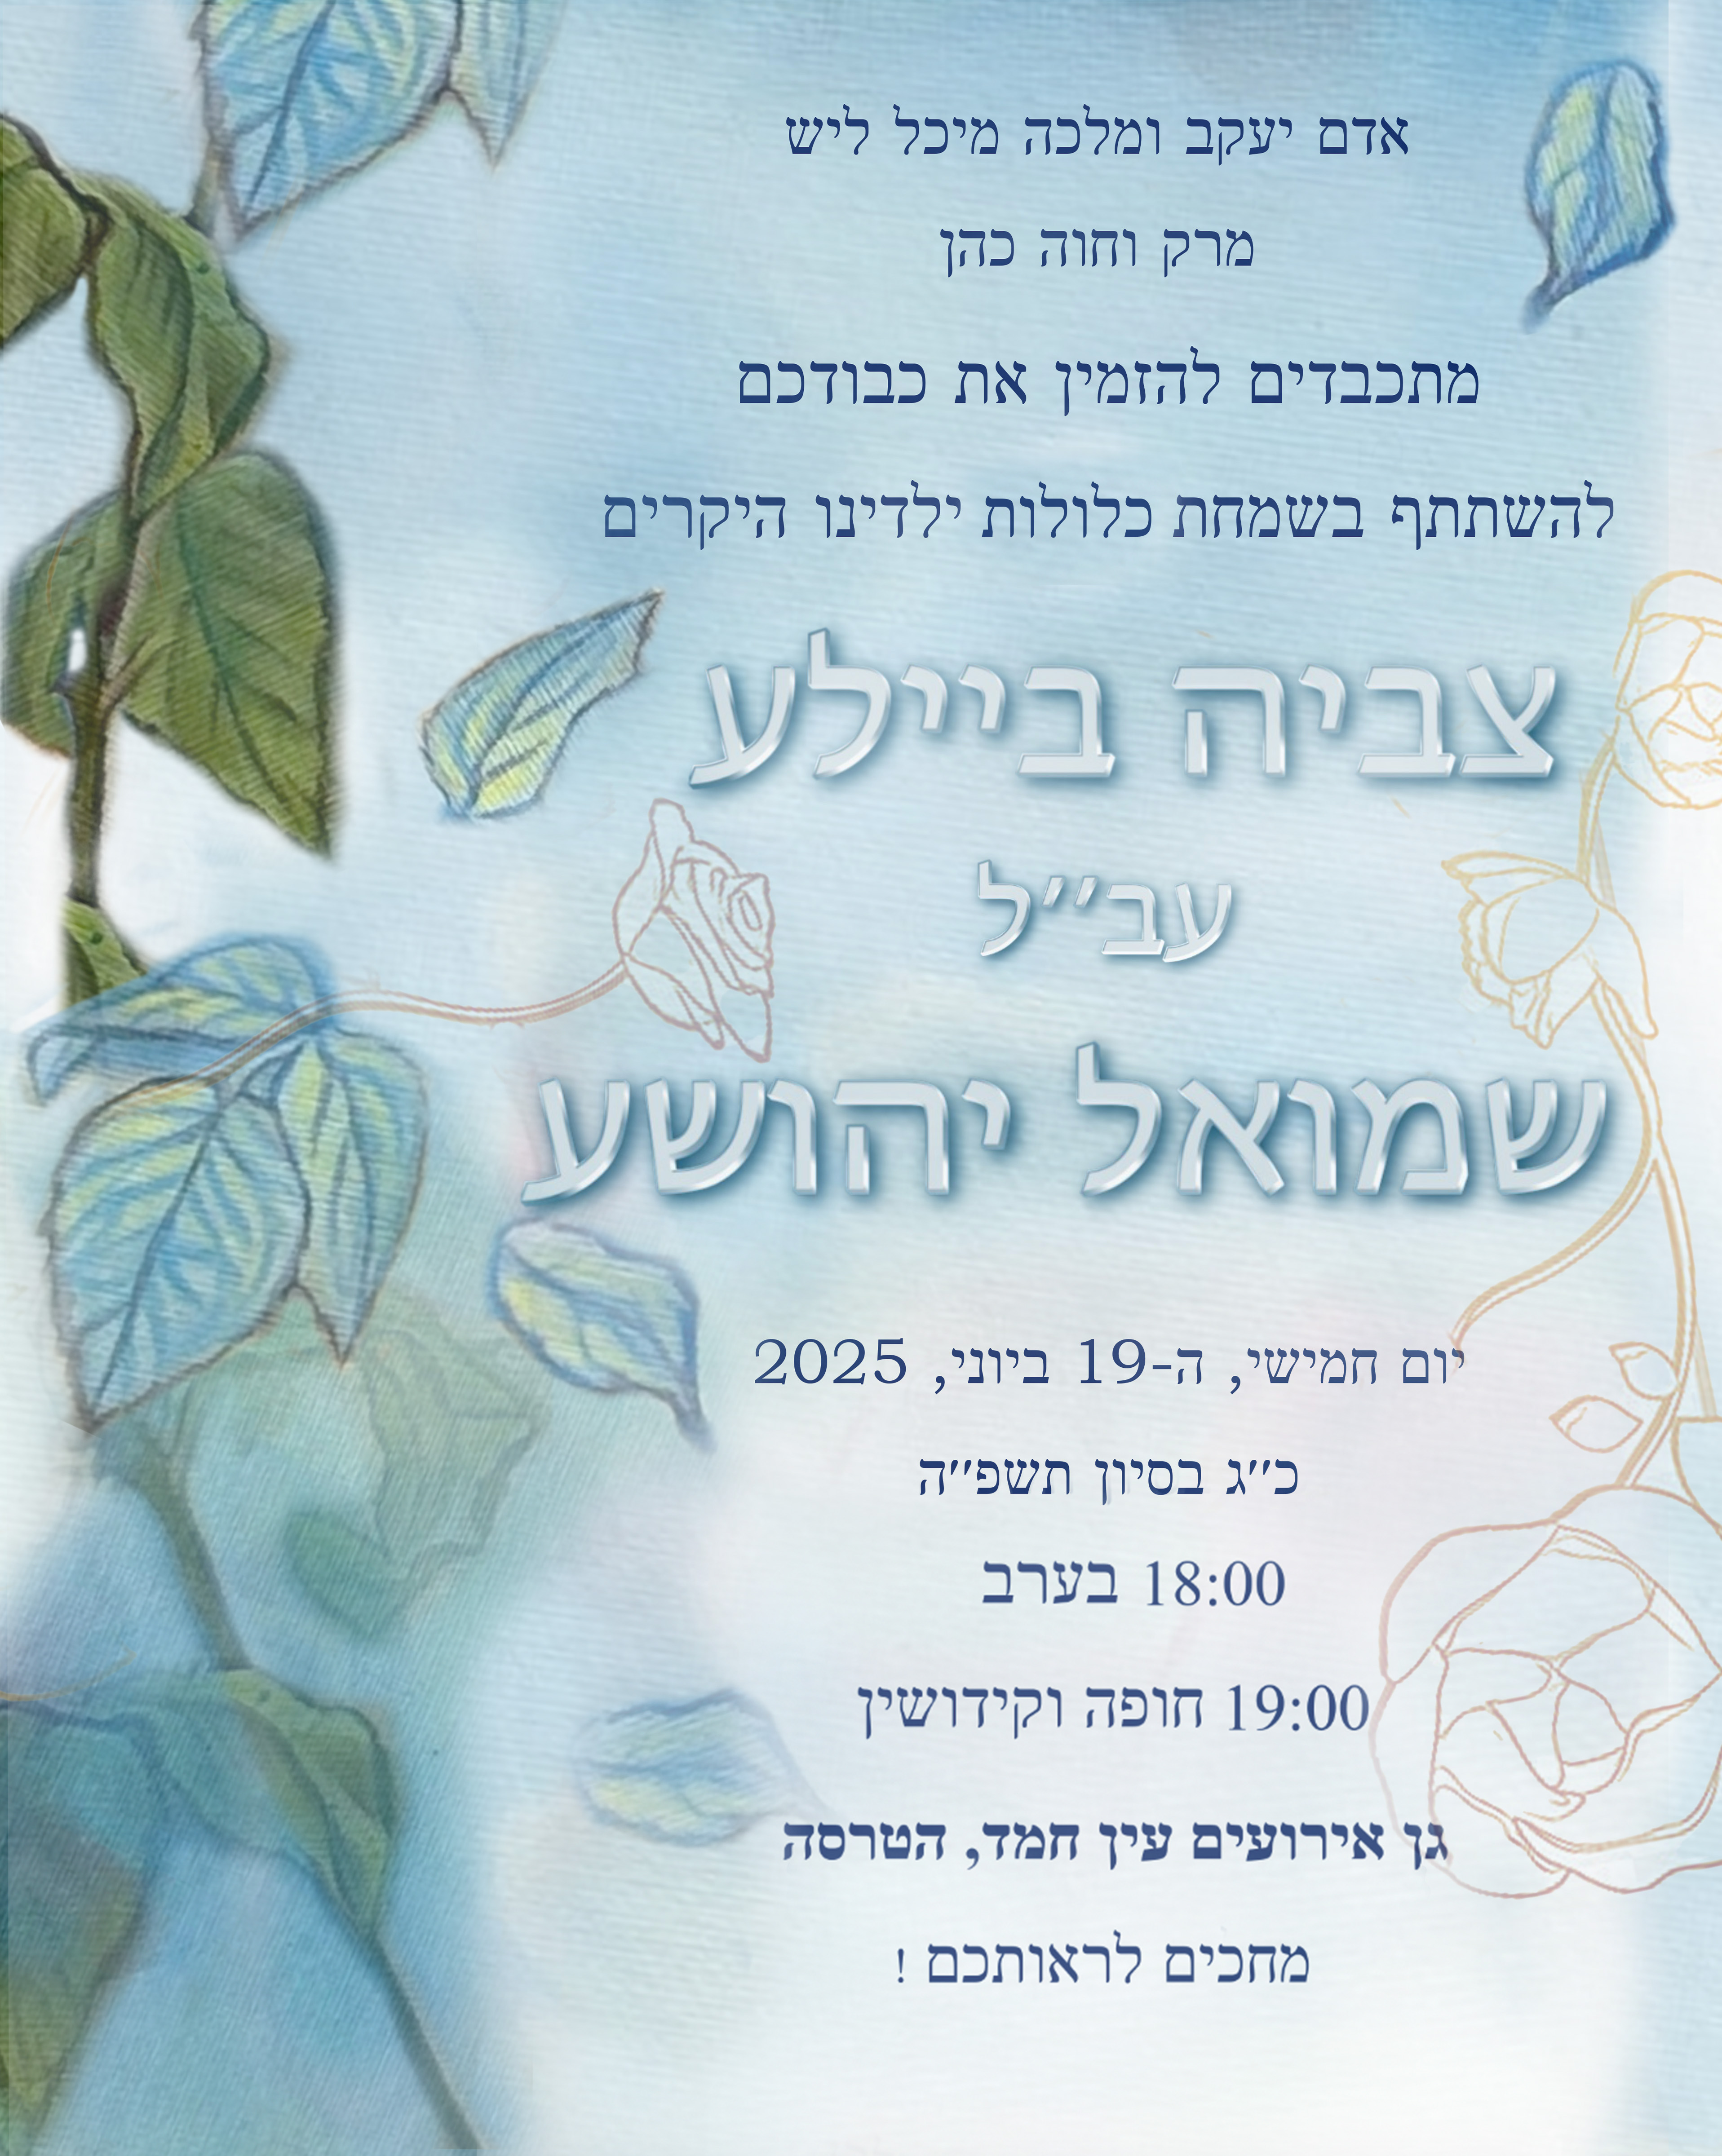 אדם יעקב ומלכה מיכל ליש
מרק וחוה כהן
מתכבדים להזמין את כבודכם
להשתתף בשמחת כלולות ילדינו היקרים
צביה ביילע
עב״ל
שמואל יהושע
יום חמישי, ה-19 ביוני, 2025
כ״ג בסיון תשפ״ה
18:00 בערב
19:00 חופה וקידושין
גן אירועים עין חמד, הטרסה
מחכים לראותכם !